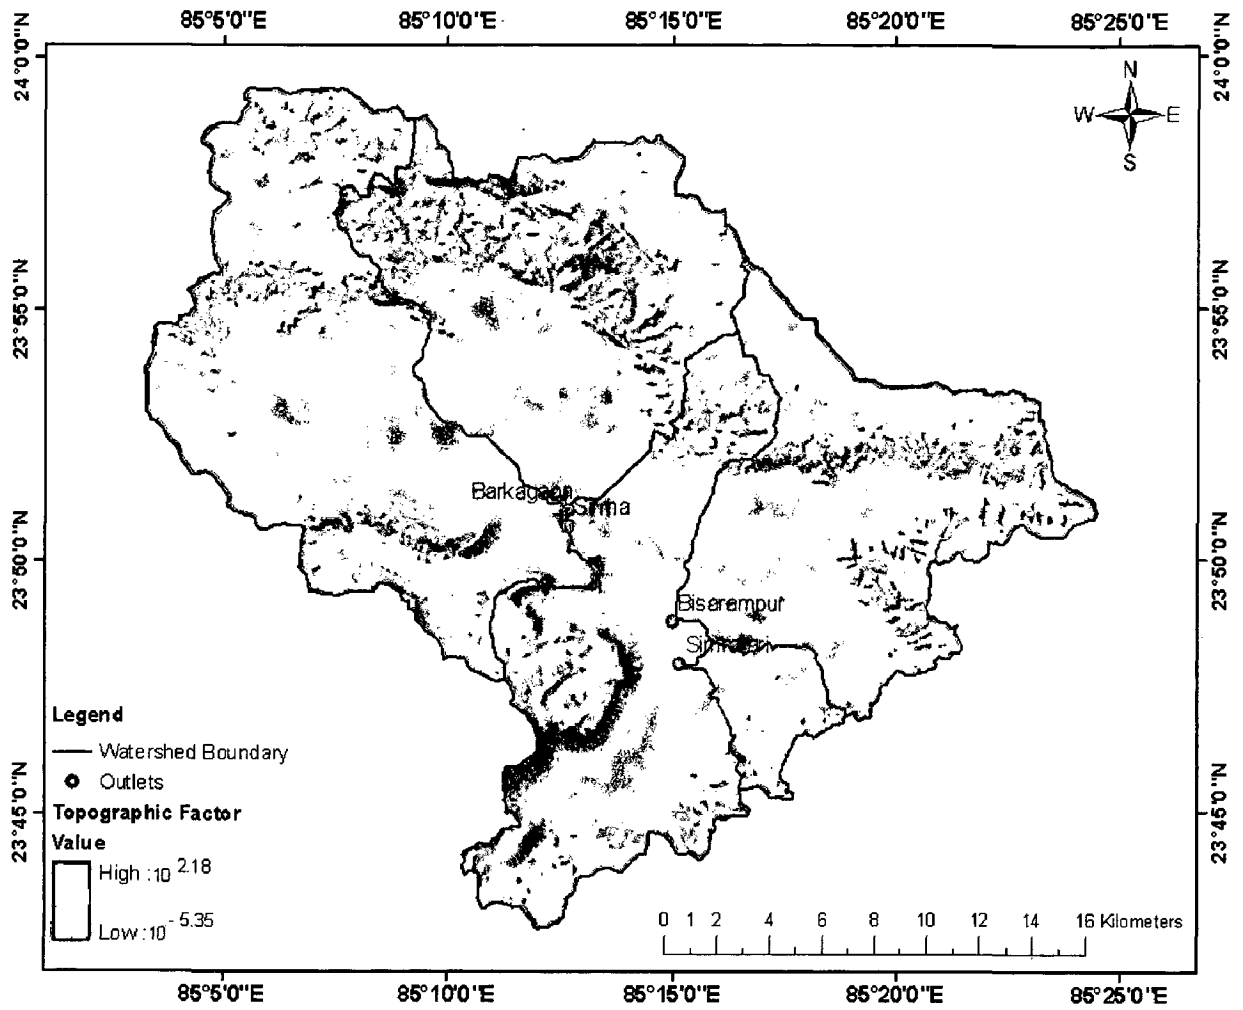 85°5'0"E 85°10'0"E 85°15'0"E 85°20'0"E 85°25'0"E
24°0'0"N
24°0'0"N
N
W E
S
23°55'0"N
23°55'0"N
Barkagaon
Sirma
23°50'0"N
23°50'0"N
Bisarampur
Legend
Watershed Boundary
Outlets
Topographic Factor
Value
High : 10 2.18
Low : 10 - 5.35
23°45'0"N
23°45'0"N
0 1 2 4 6 8 10 12 14 16 Kilometers
85°5'0"E 85°10'0"E 85°15'0"E 85°20'0"E 85°25'0"E